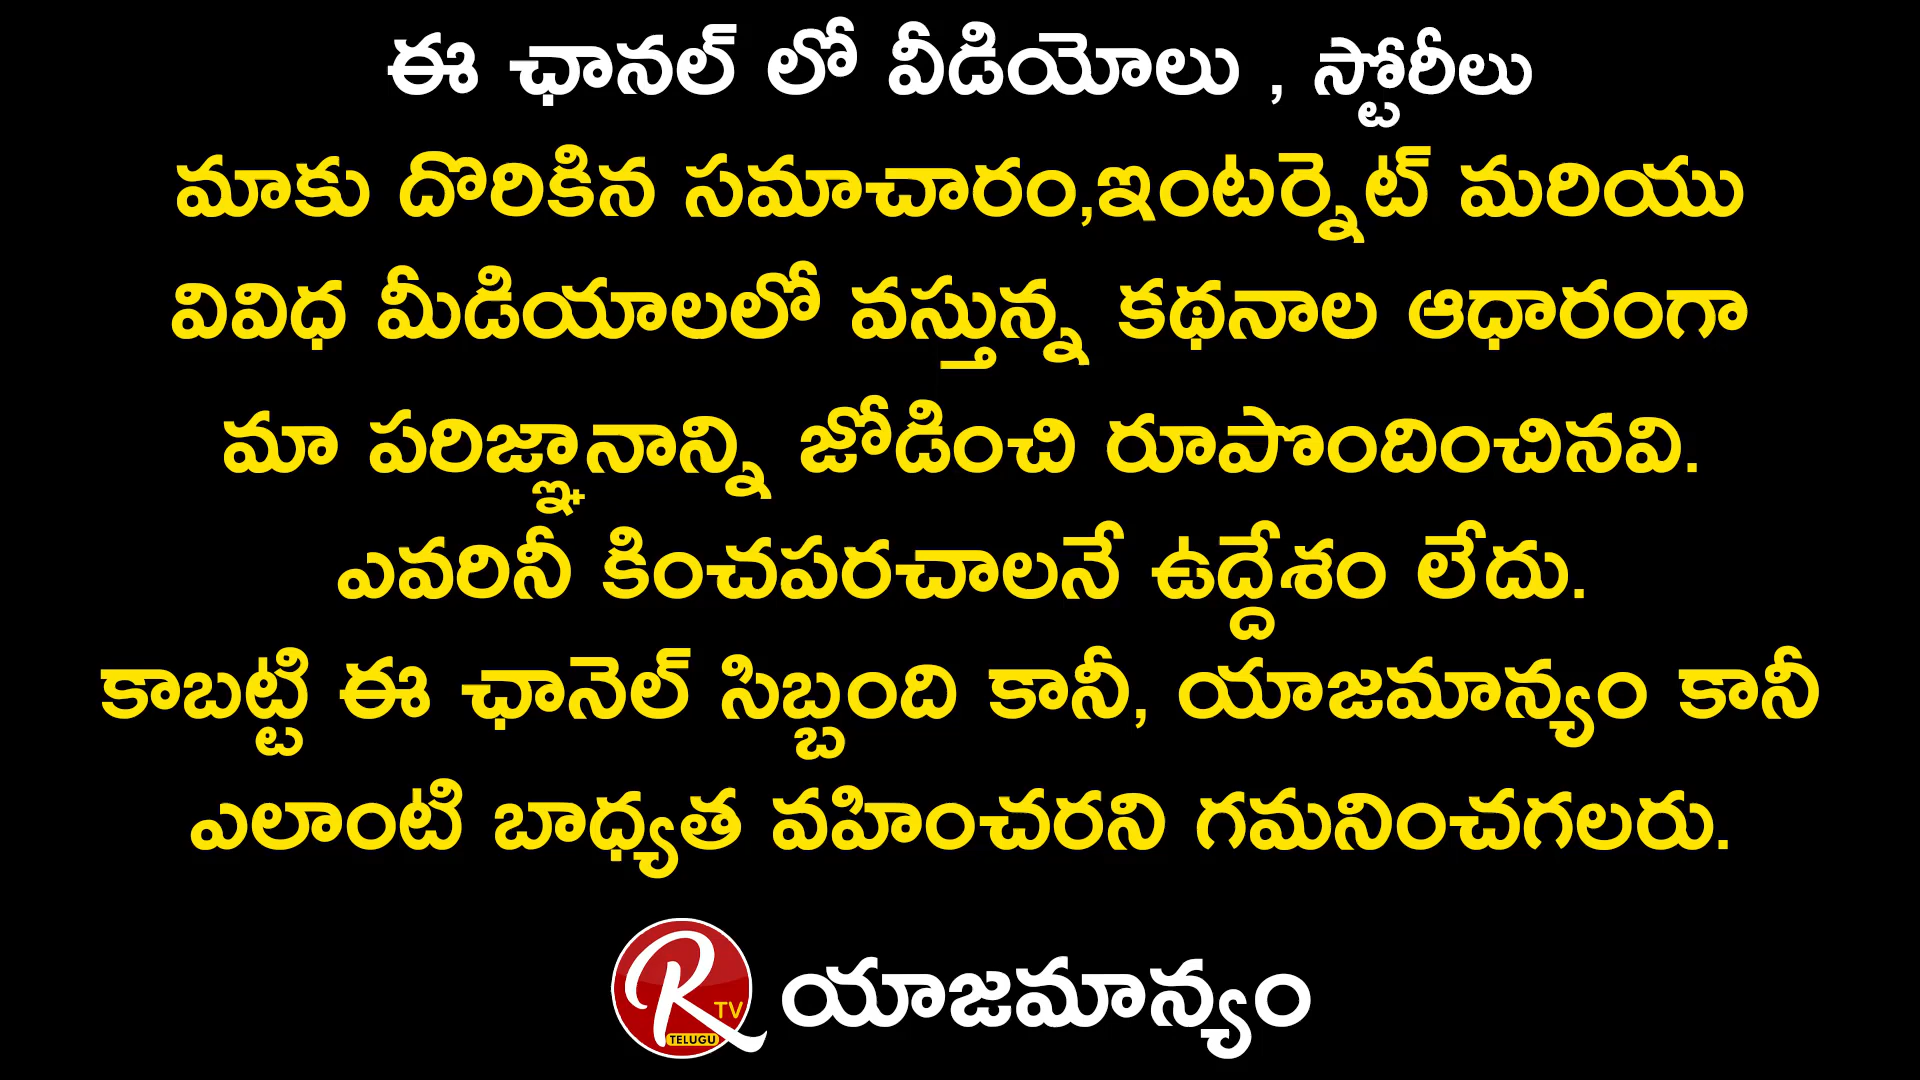 ఈ ఛానల్ లో వీడియోలు , స్టోరీలు
మాకు దొరికిన సమాచారం,ఇంటర్నెట్ మరియు
వివిధ మీడియాలలో వస్తున్న కథనాల ఆధారంగా
మా పరిజ్ఞానాన్ని జోడించి రూపొందించినవి.
ఎవరినీ కించపరచాలనే ఉద్దేశం లేదు.
కాబట్టి ఈ ఛానెల్ సిబ్బంది కానీ, యాజమాన్యం కానీ
ఎలాంటి బాధ్యత వహించరని గమనించగలరు.
R TV TELUGU యాజమాన్యం